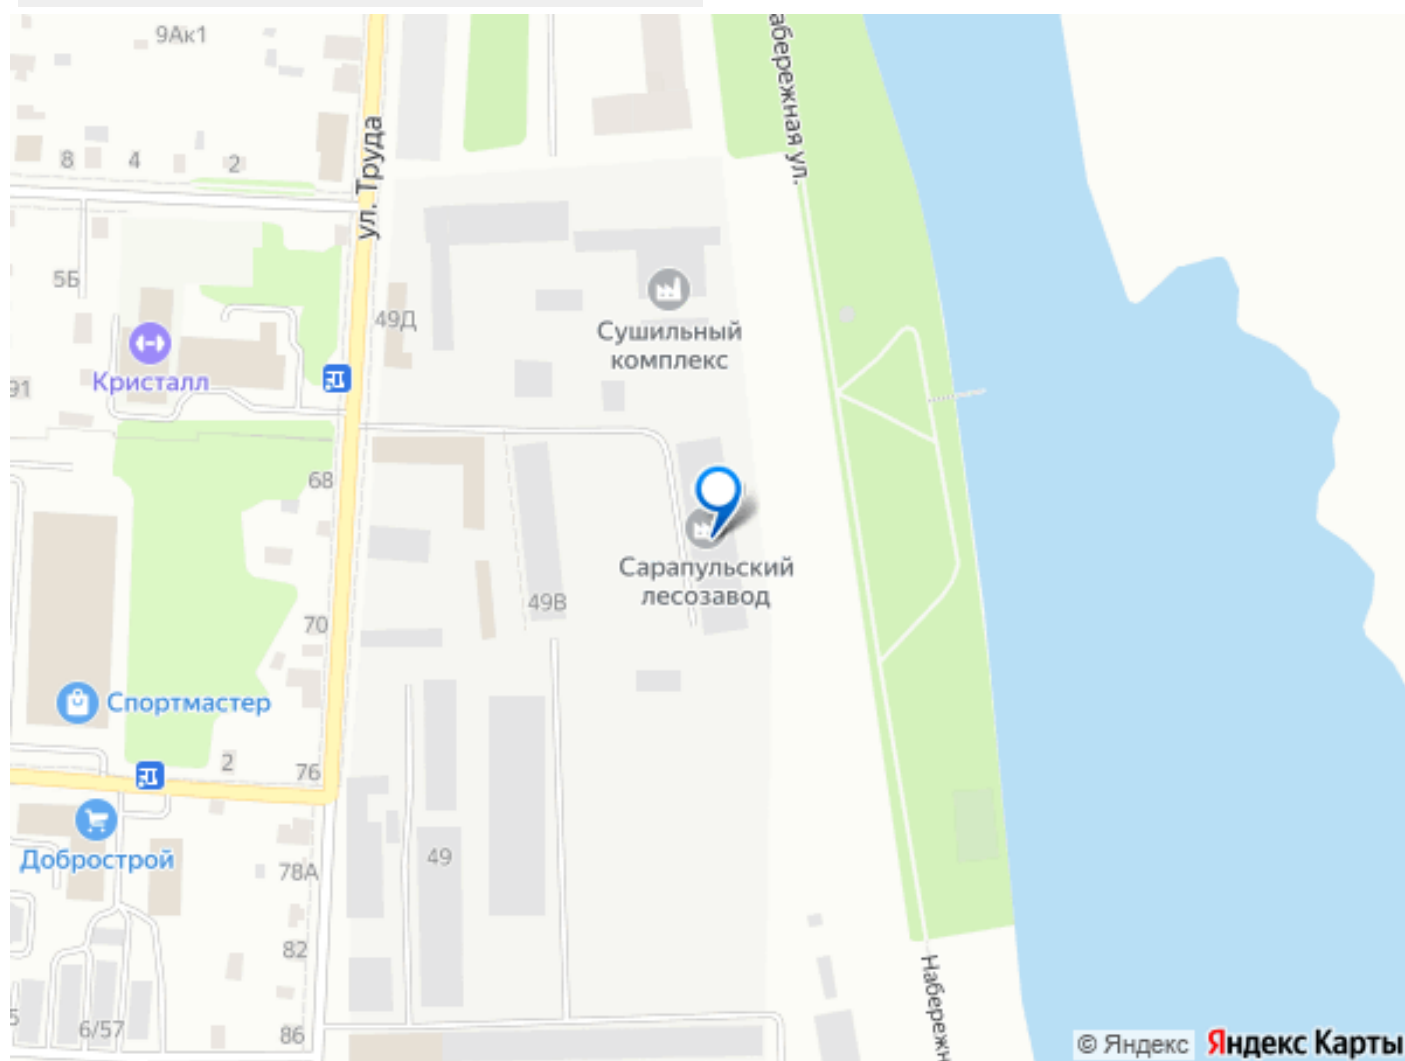 9Ак1
абережная ул.
ул. Труда
8
4
2
5Б
49Д
Сушильный
комплекс
Кристалл
91
68
Сарапульский
лесозавод
49В
70
Спортмастер
2
76
Добрострой
49
78А
82
Набережн
5
6/57
86
© Яндекс
Яндекс Карты